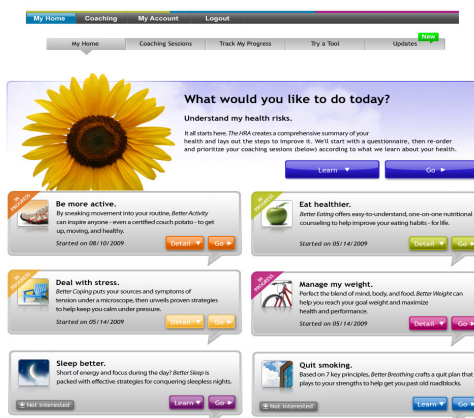 My Home Coaching My Account Logout
New
My Home Coaching Sessions Track My Progress Try a Tool Updates
What would you like to do today?
Understand my health risks.
It all starts here. The HRA creates a comprehensive summary of your
health and lays out the steps to improve it. We'll start with a questionnaire, then re-order
and prioritize your coaching sessions (below) according to what we learn about your health.
Learn ▼ Go ►
IN PROGRESS
Be more active.
By sneaking movement into your routine, Better Activity
can inspire anyone - even a certified couch potato - to get
up, moving, and healthy.
Started on 08/10/2009
Detail ▼ Go ►
IN PROGRESS
Eat healthier.
Better Eating offers easy-to-understand, one-on-one nutritional
counseling to help improve your eating habits - for life.
Started on 05/14/2009
Detail ▼ Go ►
IN PROGRESS
Deal with stress.
Better Coping puts your sources and symptoms of
tension under a microscope, then unveils proven strategies
to help you keep calm under pressure.
Started on 05/14/2009
Detail ▼ Go ►
IN PROGRESS
Manage my weight.
Perfect the blend of mind, body, and food. Better Weight can
help you reach your goal weight and maximize
health and performance.
Started on 05/14/2009
Detail ▼ Go ►
Sleep better.
Short of energy and focus during the day? Better Sleep is
packed with effective strategies for conquering sleepless nights.
Not interested
Learn ▼ Go ►
Quit smoking.
Based on 7 key principles, Better Breathing crafts a quit plan that
plays to your strengths to help get you past old roadblocks.
Not interested
Learn ▼ Go ►